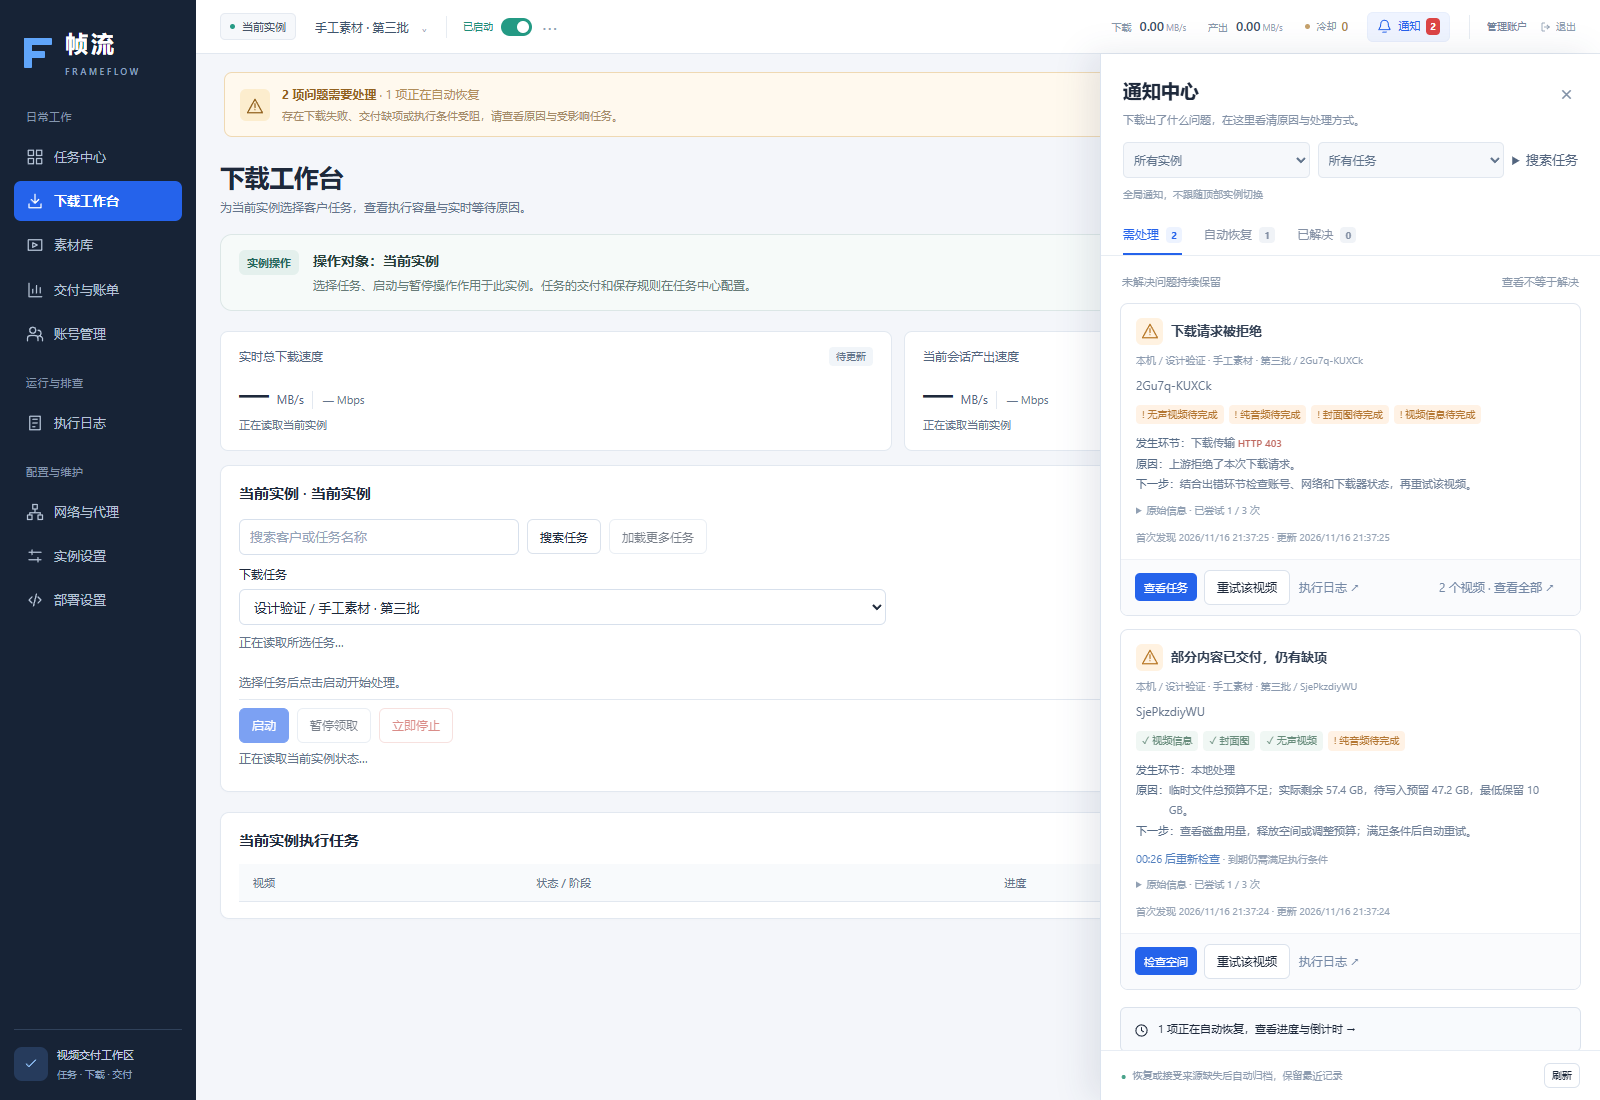 帧流
FRAMEFLOW
日常工作
任务中心
下载工作台
素材库
交付与账单
账号管理
运行与排查
执行日志
配置与维护
网络与代理
实例设置
部署设置
视频交付工作区
任务 · 下载 · 交付
当前实例
手工素材 · 第三批
已启动
下载 0.00 MB/s
产出 0.00 MB/s
冷却 0
通知 2
管理账户
退出
2 项问题需要处理 · 1 项正在自动恢复
存在下载失败、交付缺项或执行条件受阻，请查看原因与受影响任务。
下载工作台
为当前实例选择客户任务，查看执行容量与实时等待原因。
实例操作
操作对象：当前实例
选择任务、启动与暂停操作作用于此实例。任务的交付和保存规则在任务中心配置。
实时总下载速度
待更新
— MB/s — Mbps
正在读取当前实例
当前会话产出速度
— MB/s — Mbps
正在读取当前实例
当前实例 · 当前实例
搜索客户或任务名称
搜索任务
加载更多任务
下载任务
设计验证 / 手工素材 · 第三批
正在读取所选任务...
选择任务后点击启动开始处理。
启动
暂停领取
立即停止
正在读取当前实例状态...
当前实例执行任务
视频
状态 / 阶段
进度
通知中心
下载出了什么问题，在这里看清原因与处理方式。
所有实例
所有任务
▶ 搜索任务
全局通知，不跟随顶部实例切换
需处理 2
自动恢复 1
已解决 0
未解决问题持续保留
查看不等于解决
下载请求被拒绝
本机 / 设计验证 · 手工素材 · 第三批 / 2Gu7q-KUXCk
2Gu7q-KUXCk
! 无声视频待完成
! 纯音频待完成
! 封面图待完成
! 视频信息待完成
发生环节：下载传输 HTTP 403
原因：上游拒绝了本次下载请求。
下一步：结合出错环节检查账号、网络和下载器状态，再重试该视频。
▶ 原始信息 · 已尝试 1 / 3 次
首次发现 2026/11/16 21:37:25 · 更新 2026/11/16 21:37:25
查看任务
重试该视频
执行日志 ↗
2 个视频 · 查看全部 ↗
部分内容已交付，仍有缺项
本机 / 设计验证 · 手工素材 · 第三批 / SjePkzdiyWU
SjePkzdiyWU
✓ 视频信息
✓ 封面图
✓ 无声视频
! 纯音频待完成
发生环节：本地处理
原因：临时文件总预算不足；实际剩余 57.4 GB，待写入预留 47.2 GB，最低保留 10
GB。
下一步：查看磁盘用量，释放空间或调整预算；满足条件后自动重试。
00:26 后重新检查 · 到期仍需满足执行条件
▶ 原始信息 · 已尝试 1 / 3 次
首次发现 2026/11/16 21:37:24 · 更新 2026/11/16 21:37:24
检查空间
重试该视频
执行日志 ↗
1 项正在自动恢复，查看进度与倒计时 →
恢复或接受来源缺失后自动归档，保留最近记录
刷新